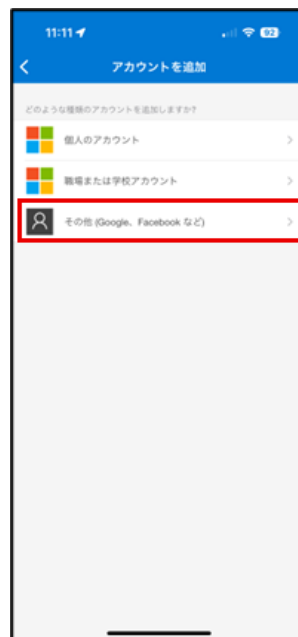 11:11
92
アカウントを追加
どのような種類のアカウントを追加しますか?
個人のアカウント
職場または学校アカウント
その他 (Google、Facebook など)